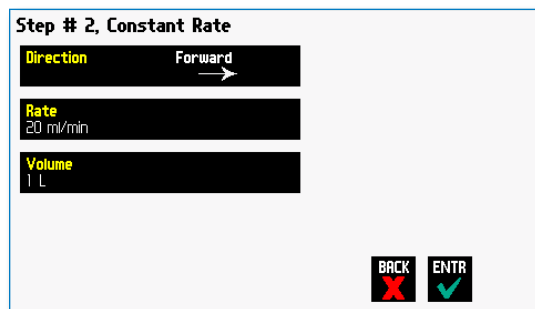 Step # 2, Constant Rate
Direction Forward
Rate
20 ml/min
Volume
1 L
BACK ENTR